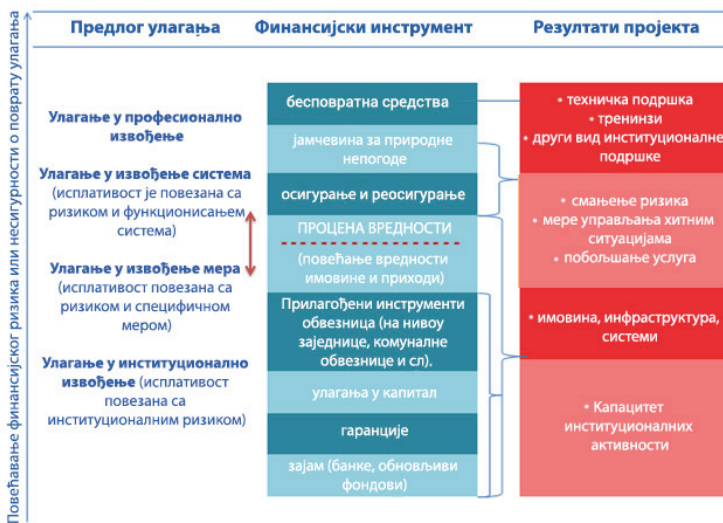 Повећавање финансијског ризика или несигурности о поврату улагања
Предлог улагања
Финансијски инструмент
Резултати пројекта
Улагање у професионално
извођење
Улагање у извођење система
(исплативост је повезана са
ризиком и функционисањем
система)
Улагање у извођење мера
(исплативост повезана са
ризиком и специфичном
мером)
Улагање у институционално
извођење (исплативост
повезана са
институционалним ризиком)
бесповратна средства
јамчевина за природне
непогоде
осигурање и реосигурање
ПРОЦЕНА ВРЕДНОСТИ
(повећање вредности
имовине и приходи)
Прилагођени инструменти
обвезница (на нивоу
заједнице, комуналне
обвезнице и сл).
улагања у капитал
гаранције
зајам (банке, обновљиви
фондови)
• техничка подршка
• тренинзи
• други вид институционалне
подршке
• смањење ризика
• мере управљања хитним
ситуацијама
• побољшање услуга
• имовина, инфраструктура,
системи
• Капацитет
институционалних
активности